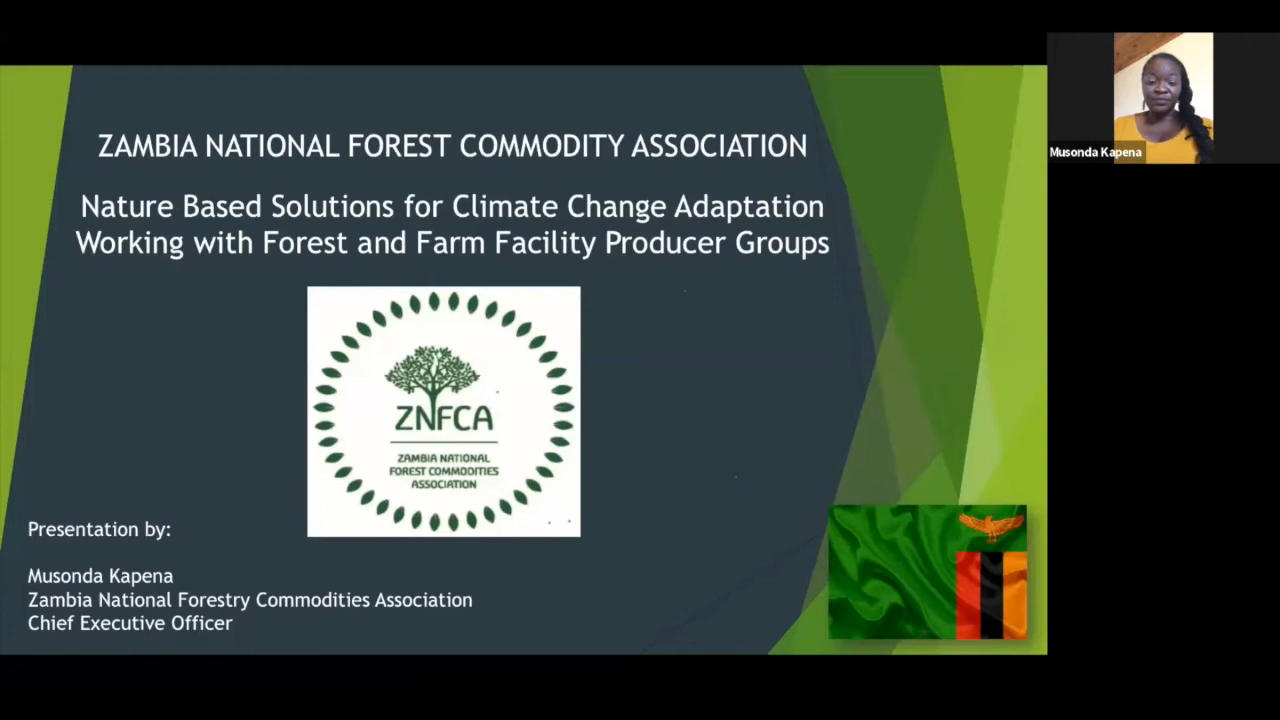 ZAMBIA NATIONAL FOREST COMMODITY ASSOCIATION
Nature Based Solutions for Climate Change Adaptation
Working with Forest and Farm Facility Producer Groups
ZNFCA
ZAMBIA NATIONAL
FOREST COMMODITIES
ASSOCIATION
Presentation by:
Musonda Kapena
Zambia National Forestry Commodities Association
Chief Executive Officer
Musonda Kapena